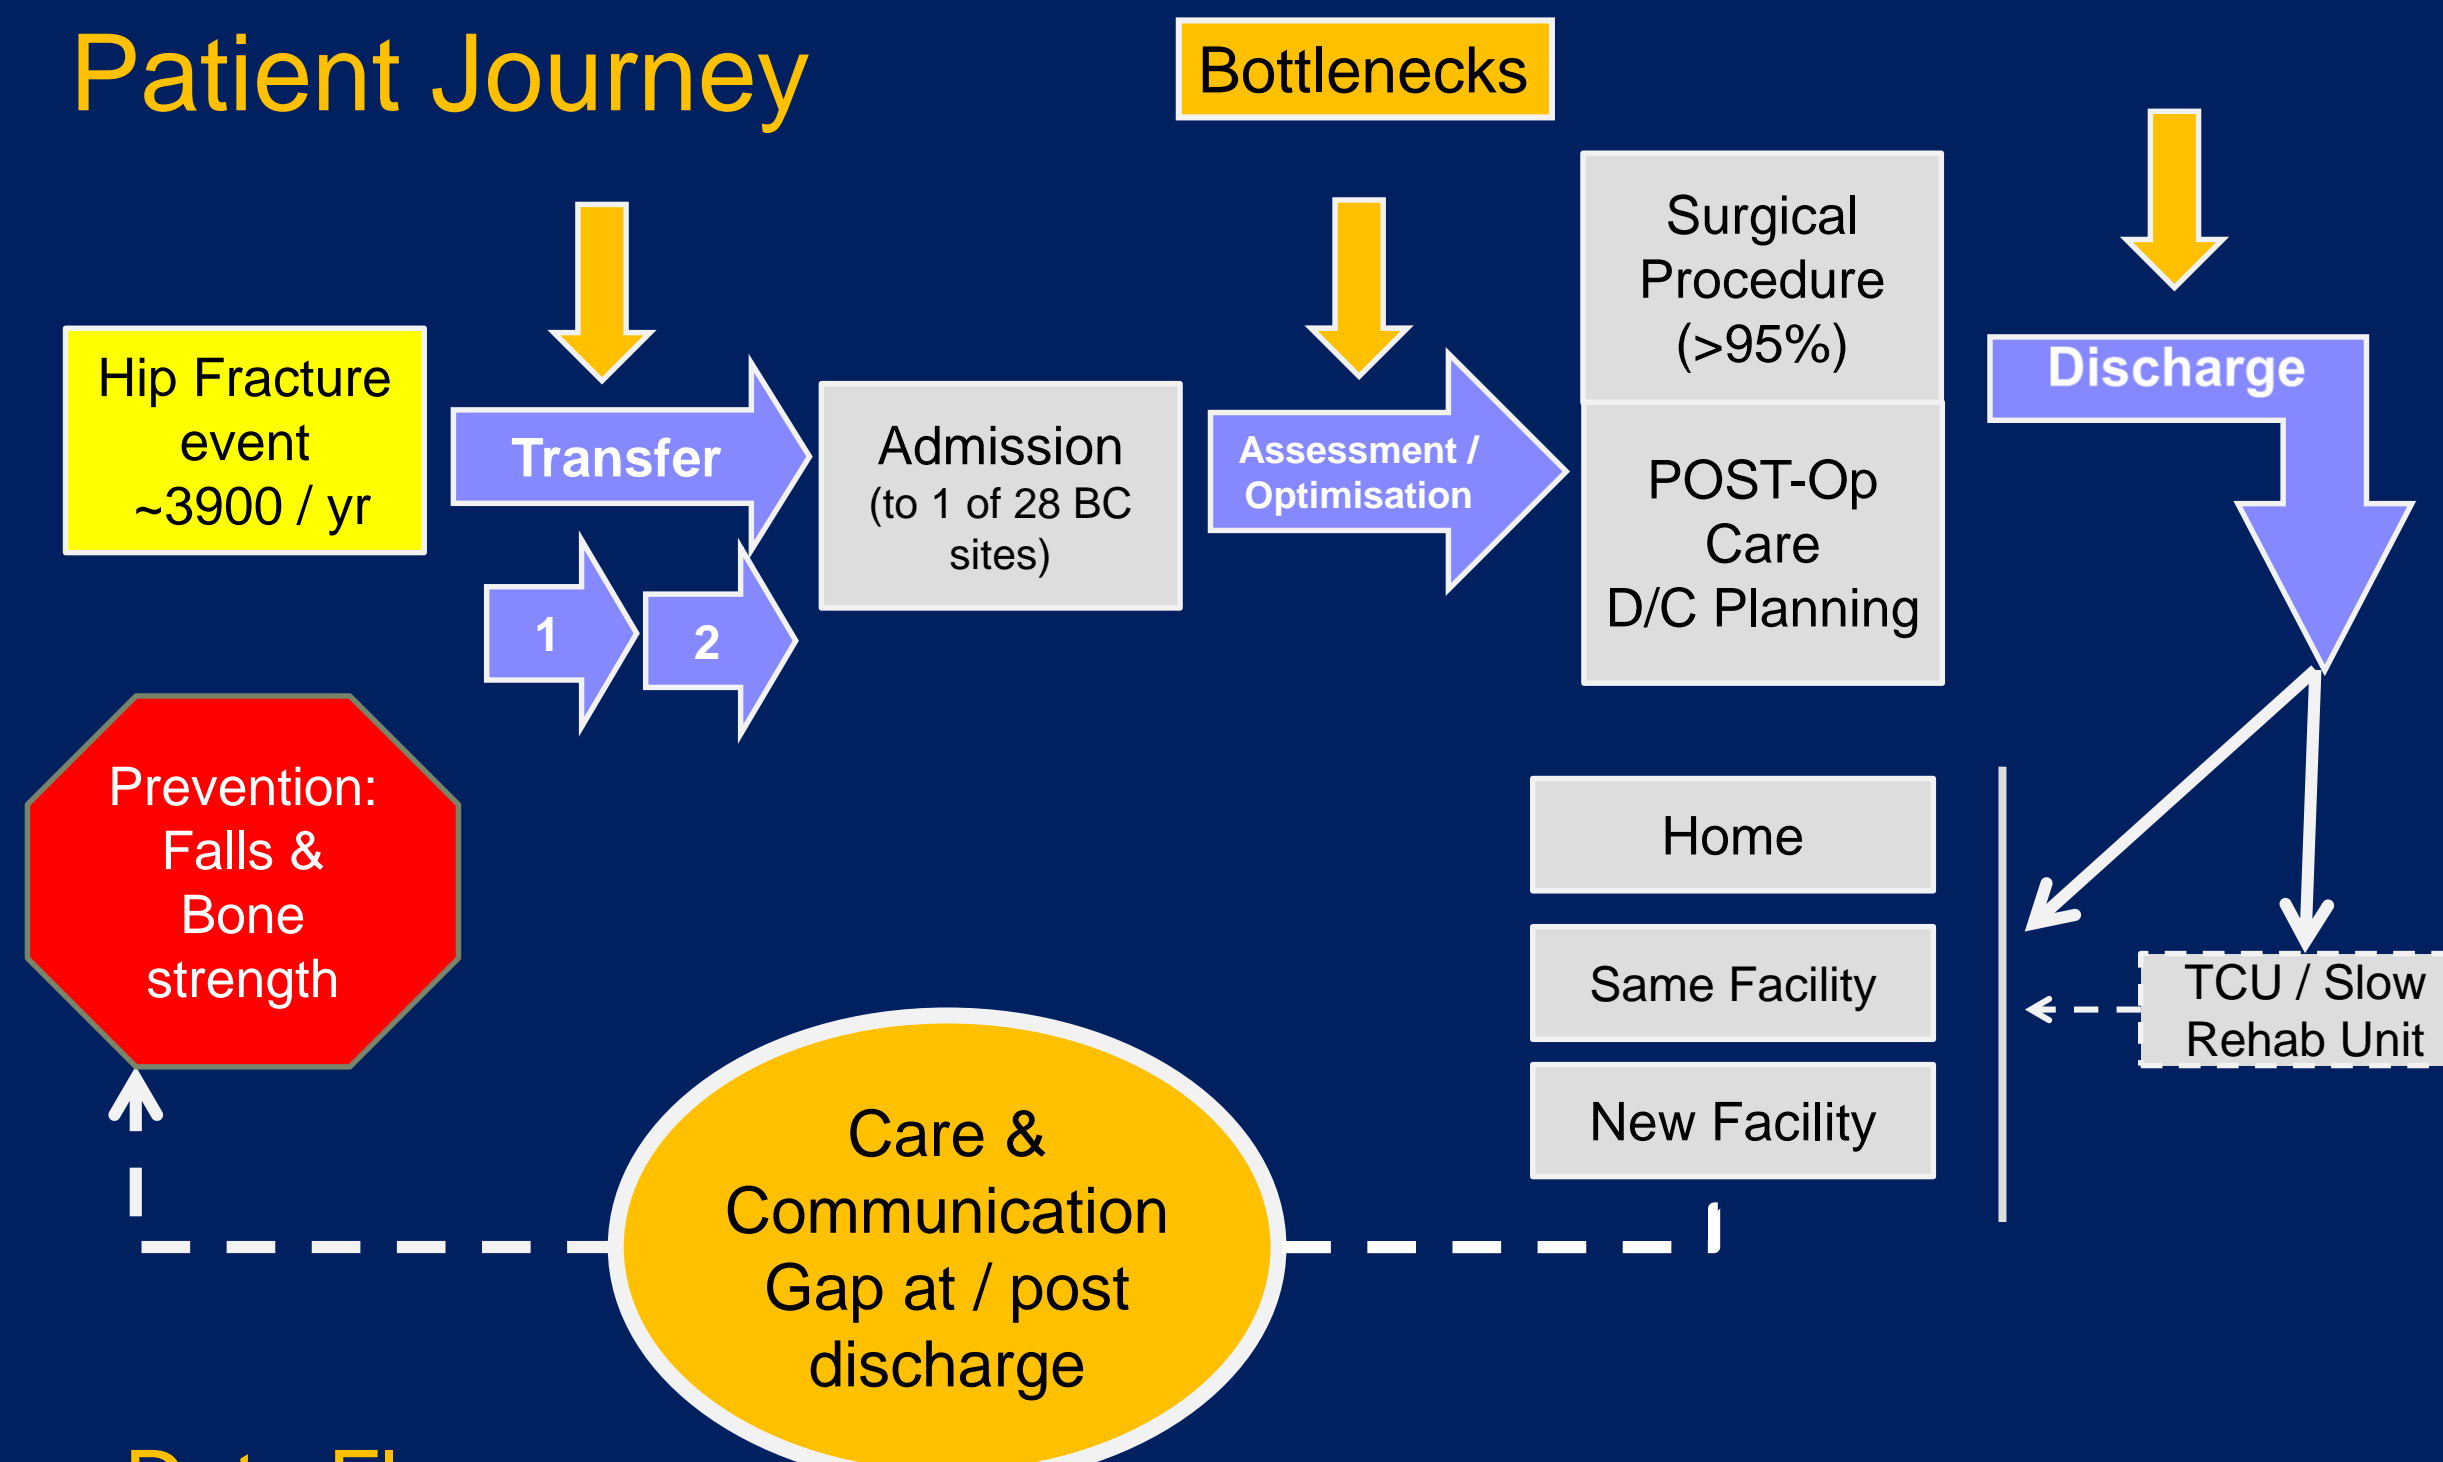 Patient Journey
Bottlenecks
Hip Fracture
event
~3900 / yr
Transfer
1
2
Admission
(to 1 of 28 BC
sites)
Assessment /
Optimisation
Surgical
Procedure
(>95%)
POST-Op
Care
D/C Planning
Discharge
Prevention:
Falls &
Bone
strength
Home
Same Facility
New Facility
TCU / Slow
Rehab Unit
Care &
Communication
Gap at / post
discharge